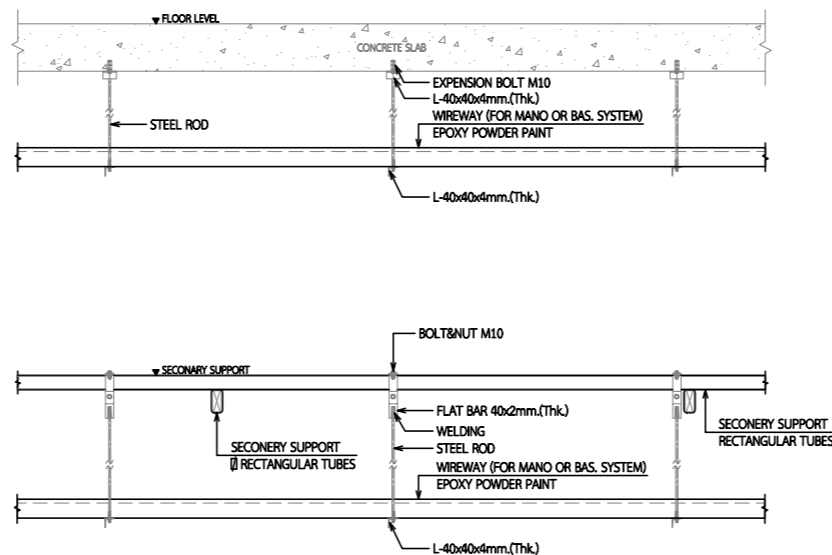 FLOOR LEVEL
CONCRETE SLAB
EXPENSION BOLT M10
L-40x40x4mm.(Thk.)
WIREWAY (FOR MANO OR BAS. SYSTEM)
EPOXY POWDER PAINT
STEEL ROD
L-40x40x4mm.(Thk.)
BOLT&NUT M10
SECONARY SUPPORT
FLAT BAR 40x2mm.(Thk.)
WELDING
STEEL ROD
SECONERY SUPPORT
RECTANGULAR TUBES
SECONERY SUPPORT
RECTANGULAR TUBES
WIREWAY (FOR MANO OR BAS. SYSTEM)
EPOXY POWDER PAINT
L-40x40x4mm.(Thk.)